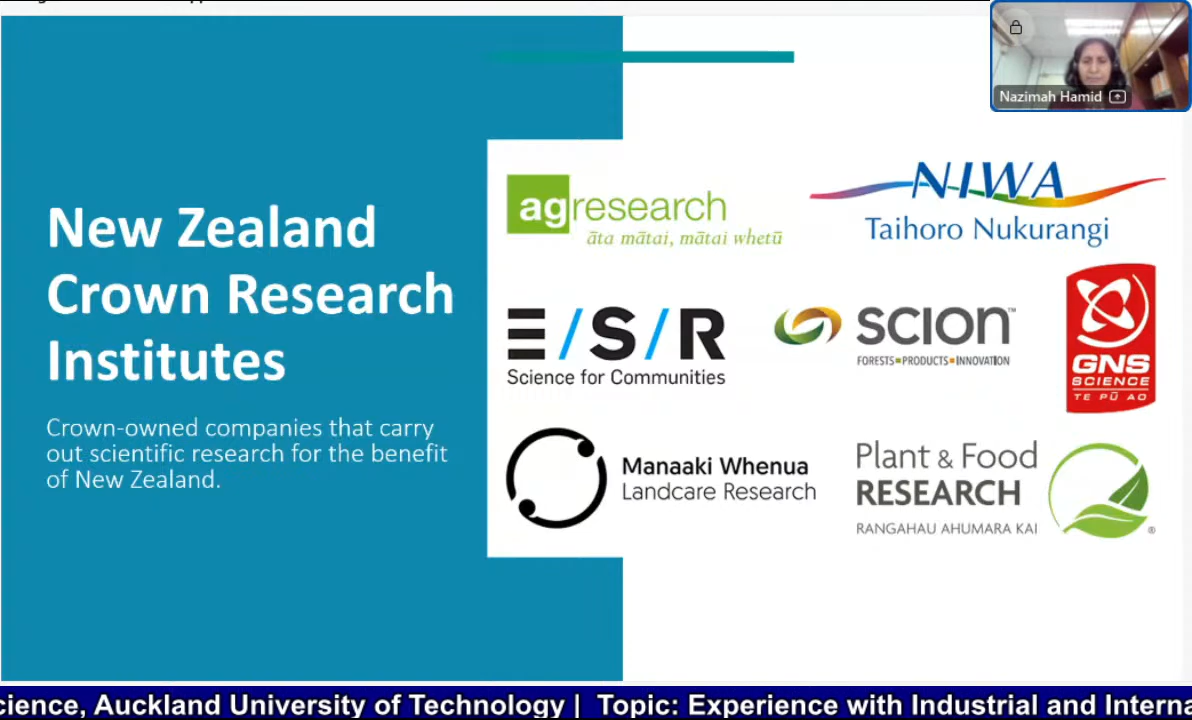 Nazimah Hamid
New Zealand
Crown Research
Institutes
Crown-owned companies that carry
out scientific research for the benefit
of New Zealand.
agresearch
āta mātai, mātai whetū
NIWA
Taihoro Nukurangi
E/S/R
Science for Communities
SCION™
FORESTS▪PRODUCTS▪INNOVATION
GNS
SCIENCE
TE PŪ AO
Manaaki Whenua
Landcare Research
Plant & Food
RESEARCH
RANGAHAU AHUMARA KAI
®
cience, Auckland University of Technology | Topic: Experience with Industrial and Interna